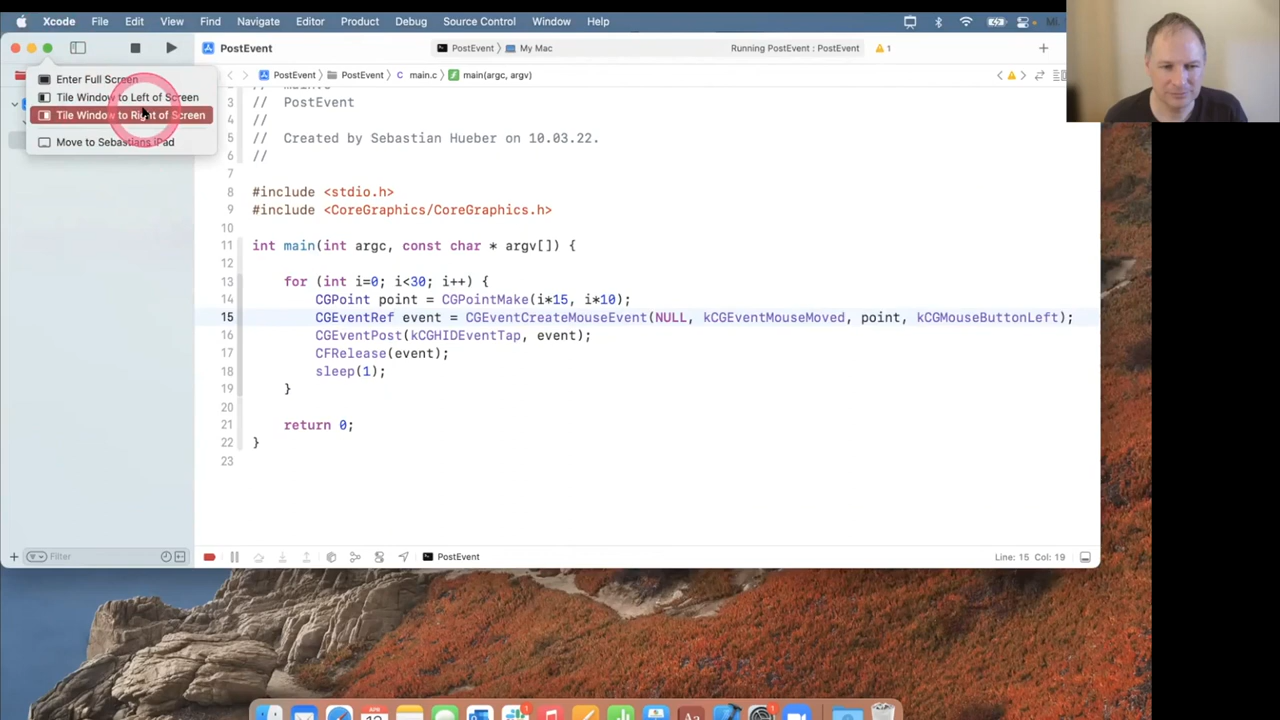 Xcode File Edit View Find Navigate Editor Product Debug Source Control Window Help
PostEvent PostEvent My Mac Running PostEvent : PostEvent 1
Enter Full Screen
Tile Window to Left of Screen
Tile Window to Right of Screen
Move to Sebastians iPad
PostEvent PostEvent main.c main(argc, argv)
3 // PostEvent
4 //
5 // Created by Sebastian Hueber on 10.03.22.
6 //
7
8 #include <stdio.h>
9 #include <CoreGraphics/CoreGraphics.h>
10
11 int main(int argc, const char * argv[]) {
12
13 for (int i=0; i<30; i++) {
14 CGPoint point = CGPointMake(i*15, i*10);
15 CGEventRef event = CGEventCreateMouseEvent(NULL, kCGEventMouseMoved, point, kCGMouseButtonLeft);
16 CGEventPost(kCGHIDEventTap, event);
17 CFRelease(event);
18 sleep(1);
19 }
20
21 return 0;
22 }
23
Filter PostEvent Line: 15 Col: 19